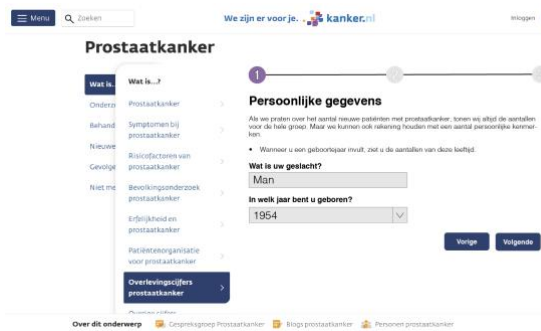 Menu
Zoeken
We zijn er voor je.
kanker.nl
Inloggen
Prostaatkanker
Wat is.
Onderzo
Behand
Nieuwe
Gevolge
Niet me
Wat is...?
Prostaatkanker
Symptomen bij
prostaatkanker
Risicofactoren van
prostaatkanker
Bevolkingsonderzoek
prostaatkanker
Erfelijkheid en
prostaatkanker
Patiëntenorganisatie
voor prostaatkanker
Overlevingscijfers
prostaatkanker
1
Persoonlijke gegevens
Als we praten over het aantal nieuwe patiënten met prostaatkanker, tonen wij altijd de aantallen
voor de hele groep. Maar we kunnen ook rekening houden met een aantal persoonlijke kenmer-
ken.
• Wanneer u een geboortejaar invult, ziet u de aantallen van deze leeftijd.
Wat is uw geslacht?
Man
In welk jaar bent u geboren?
1954
Vorige
Volgende
Over dit onderwerp
Gespreksgroep Prostaatkanker
Blogs prostaatkanker
Personen prostaatkanker